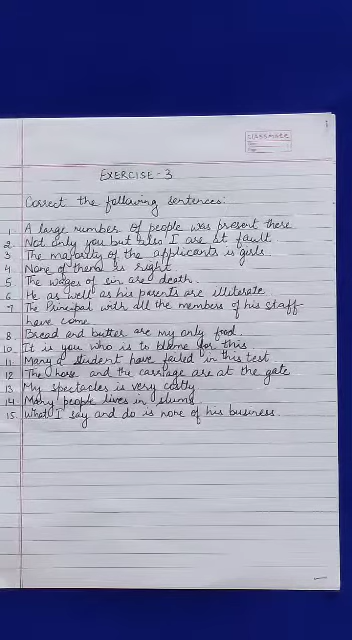 classmate
EXERCISE - 3
Correct the following sentences:
1. A large number of people was present there
2. Not only you but also I are at fault
3. The majority of the applicants is girls
4. None of them is right
5. The wages of sin are death.
6. He as well as his parents are illiterate
7. The Principal with all the members of his staff
have come
8. Bread and butter are my only food.
10. It is you who is to blame for this
11. Many a student have failed in this test
12. The horse and the carriage are at the gate
13. My spectacles is very costly
14. Many people lives in slums
15. What I say and do is none of his business.